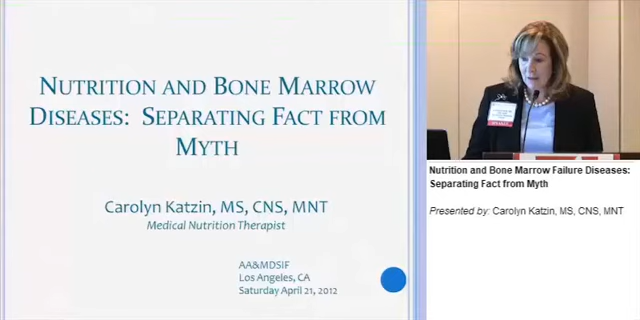 NUTRITION AND BONE MARROW
DISEASES: SEPARATING FACT FROM
MYTH
Carolyn Katzin, MS, CNS, MNT
Medical Nutrition Therapist
AA&MDSIF
Los Angeles, CA
Saturday April 21, 2012
Nutrition and Bone Marrow Failure Diseases:
Separating Fact from Myth
Presented by: Carolyn Katzin, MS, CNS, MNT